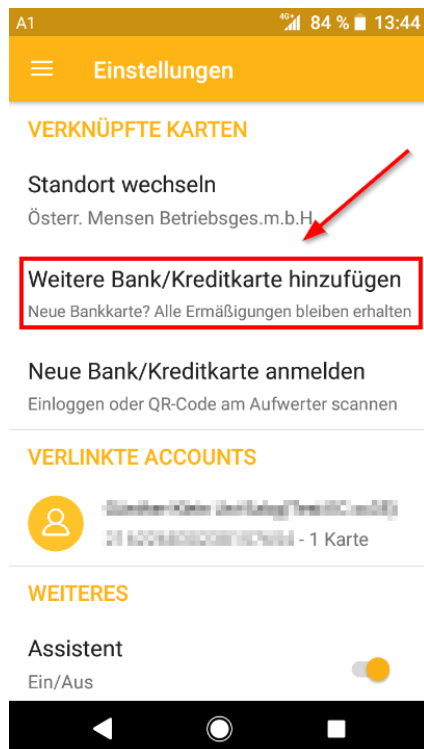 A1 4G+ 84 % 13:44
Einstellungen
VERKNÜPFTE KARTEN
Standort wechseln
Österr. Mensen Betriebsges.m.b.H
Weitere Bank/Kreditkarte hinzufügen
Neue Bankkarte? Alle Ermäßigungen bleiben erhalten
Neue Bank/Kreditkarte anmelden
Einloggen oder QR-Code am Aufwerter scannen
VERLINKTE ACCOUNTS
- 1 Karte
WEITERES
Assistent
Ein/Aus